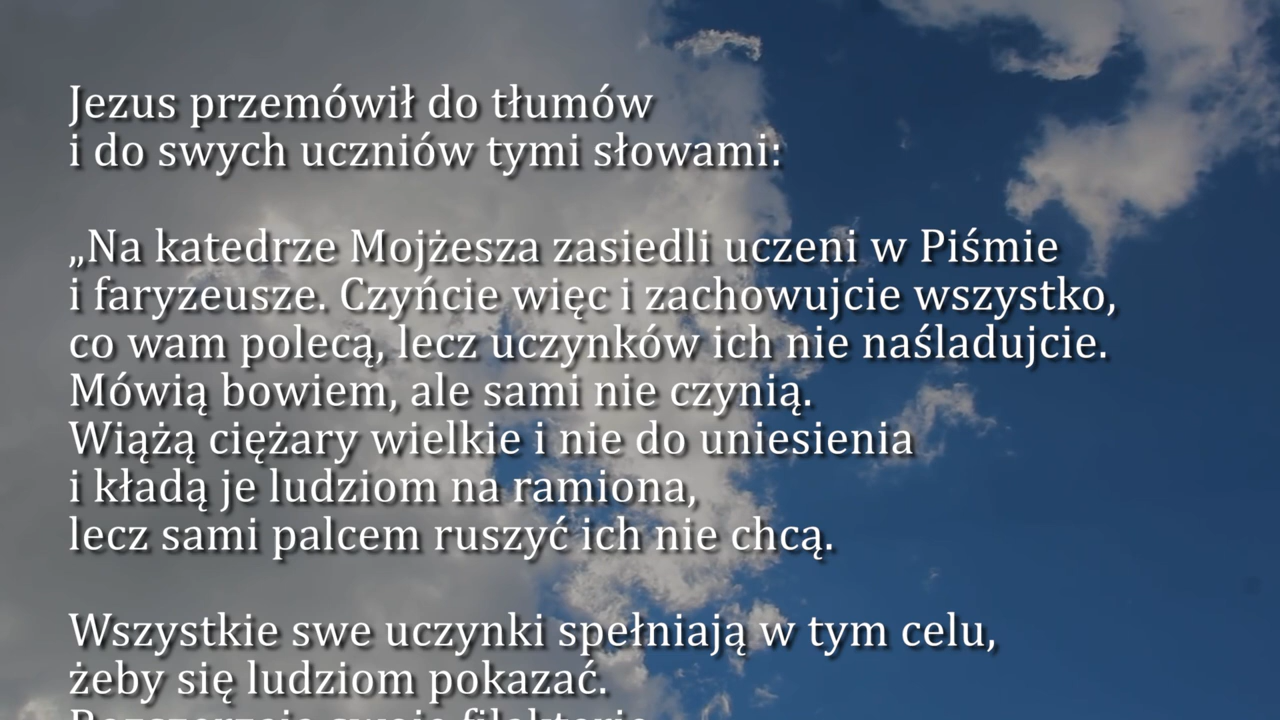 Jezus przemówił do tłumów
i do swych uczniów tymi słowami:
„Na katedrze Mojżesza zasiedli uczeni w Piśmie
i faryzeusze. Czyńcie więc i zachowujcie wszystko,
co wam polecą, lecz uczynków ich nie naśladujcie.
Mówią bowiem, ale sami nie czynią.
Wiążą ciężary wielkie i nie do uniesienia
i kładą je ludziom na ramiona,
lecz sami palcem ruszyć ich nie chcą.
Wszystkie swe uczynki spełniają w tym celu,
żeby się ludziom pokazać.